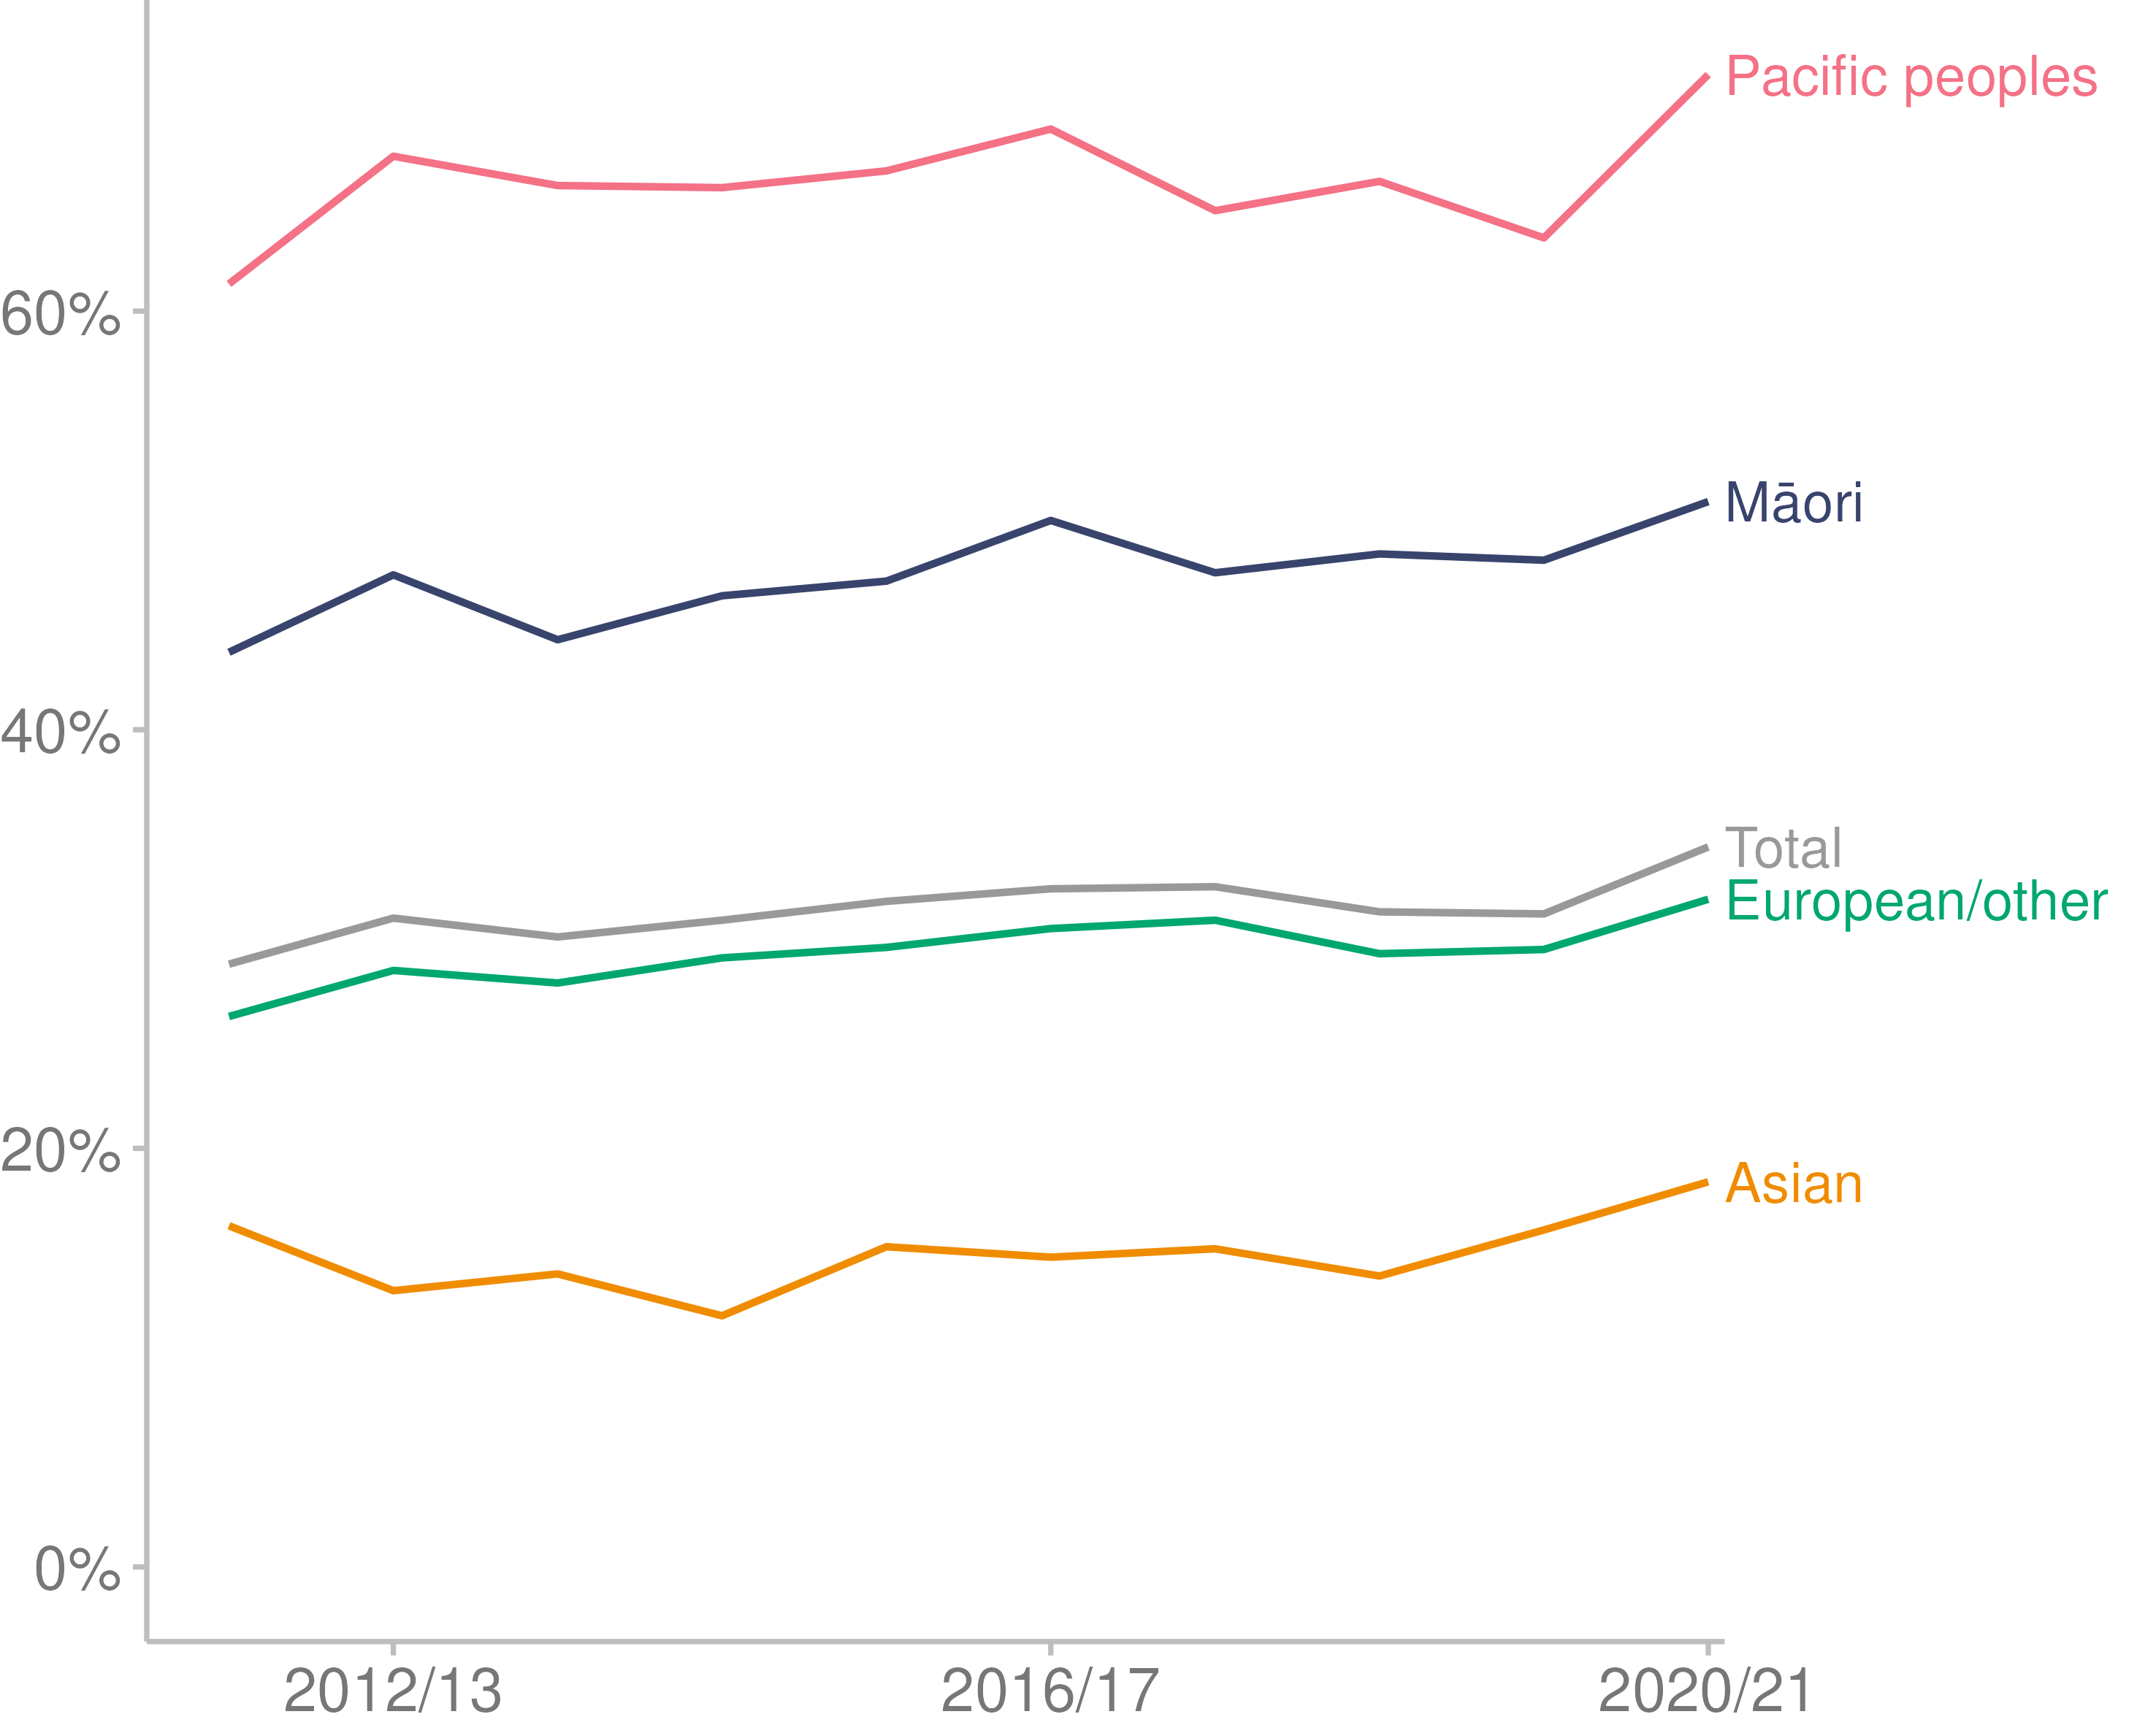 Pacific peoples
60%
Māori
40%
Total
European/other
20%
Asian
0%
2012/13
2016/17
2020/21